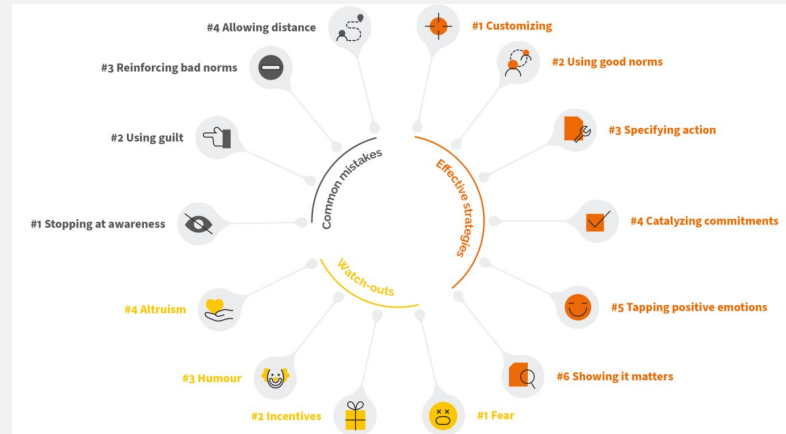 #4 Allowing distance
#1 Customizing
#3 Reinforcing bad norms
#2 Using good norms
#2 Using guilt
#3 Specifying action
Common mistakes
Effective strategies
#1 Stopping at awareness
#4 Catalyzing commitments
Watch-outs
#4 Altruism
#5 Tapping positive emotions
#3 Humour
#6 Showing it matters
#2 Incentives
#1 Fear